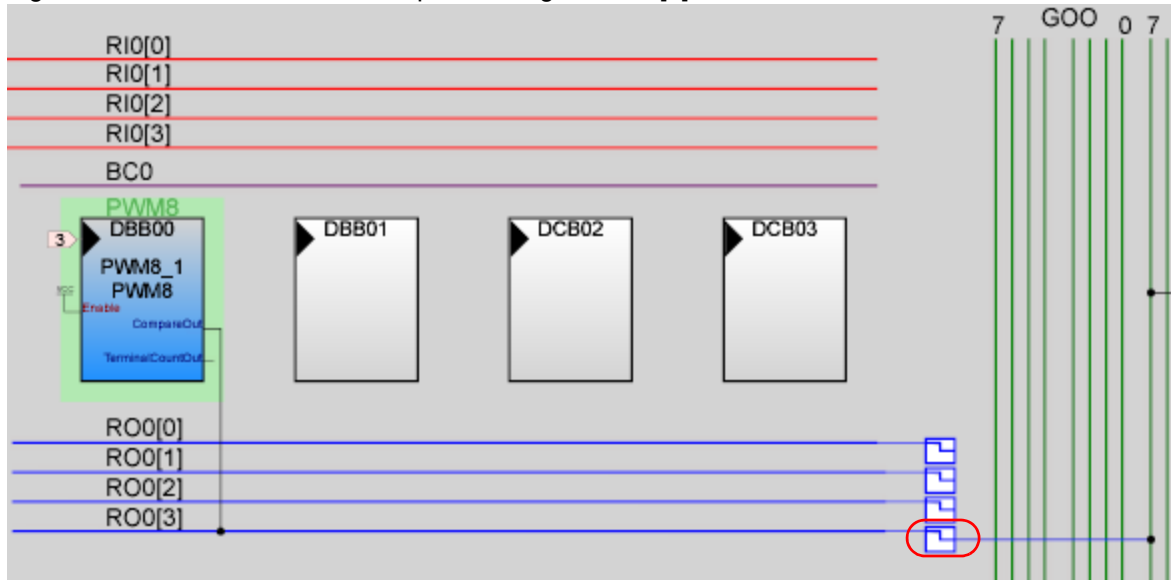 7 GOO 0 7
RI0[0]
RI0[1]
RI0[2]
RI0[3]
BC0
PWM8
DBB00
DBB01
DCB02
DCB03
3
PWM8_1
PWM8
VCC
Enable
CompareOut
TerminalCountOut
RO0[0]
RO0[1]
RO0[2]
RO0[3]